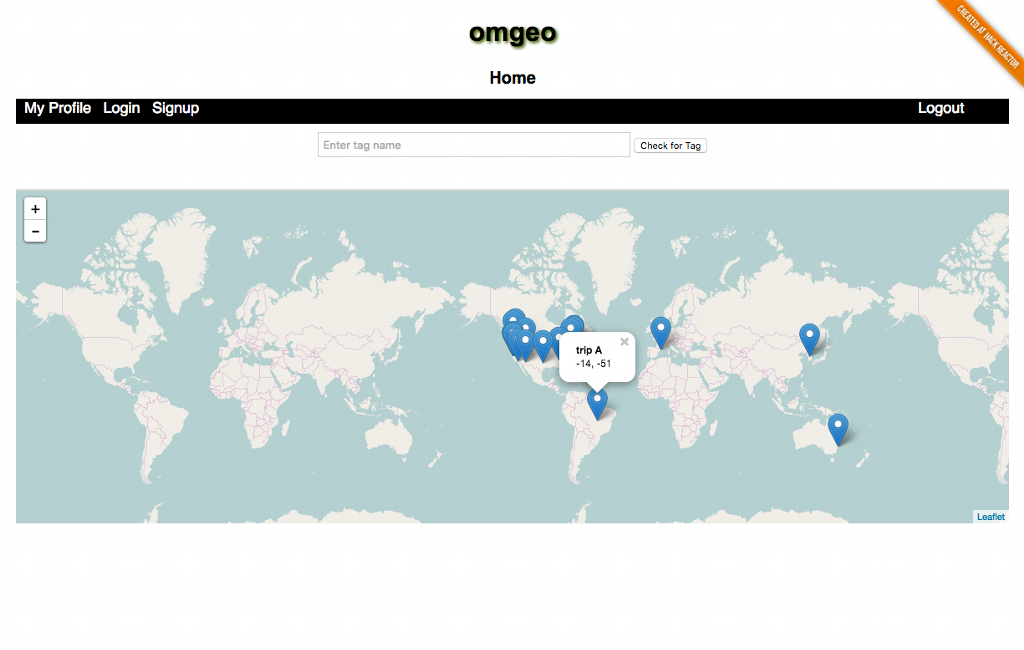 omgeo
CREATED AT HACK REACTOR
Home
My Profile Login Signup Logout
Enter tag name Check for Tag
+
-
×
trip A
-14, -51
Leaflet